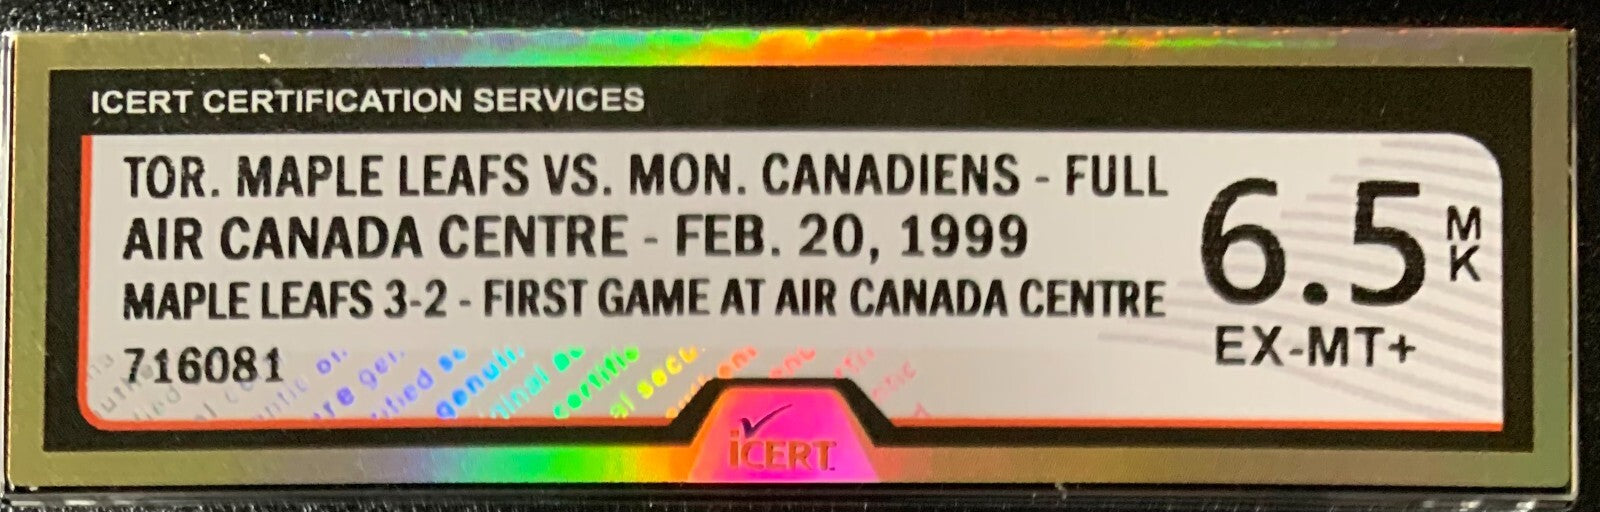 ICERT CERTIFICATION SERVICES
TOR. MAPLE LEAFS VS. MON. CANADIENS - FULL
AIR CANADA CENTRE - FEB. 20, 1999
MAPLE LEAFS 3-2 - FIRST GAME AT AIR CANADA CENTRE
716081
6.5
MK
EX-MT+
iCERT